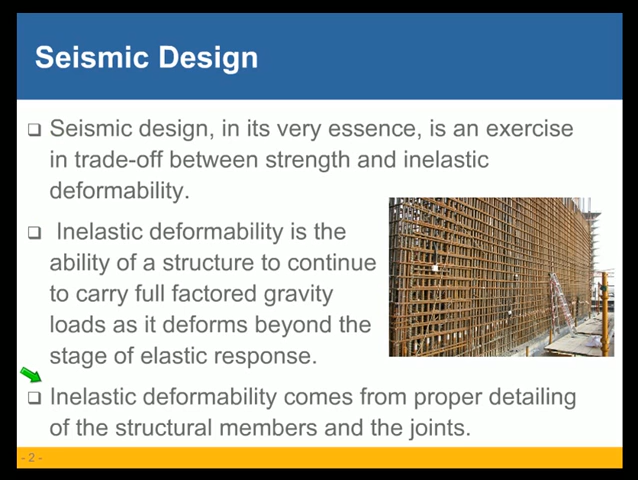 Seismic Design
❑ Seismic design, in its very essence, is an exercise
in trade-off between strength and inelastic
deformability.
❑ Inelastic deformability is the
ability of a structure to continue
to carry full factored gravity
loads as it deforms beyond the
stage of elastic response.
❑ Inelastic deformability comes from proper detailing
of the structural members and the joints.
- 2 -